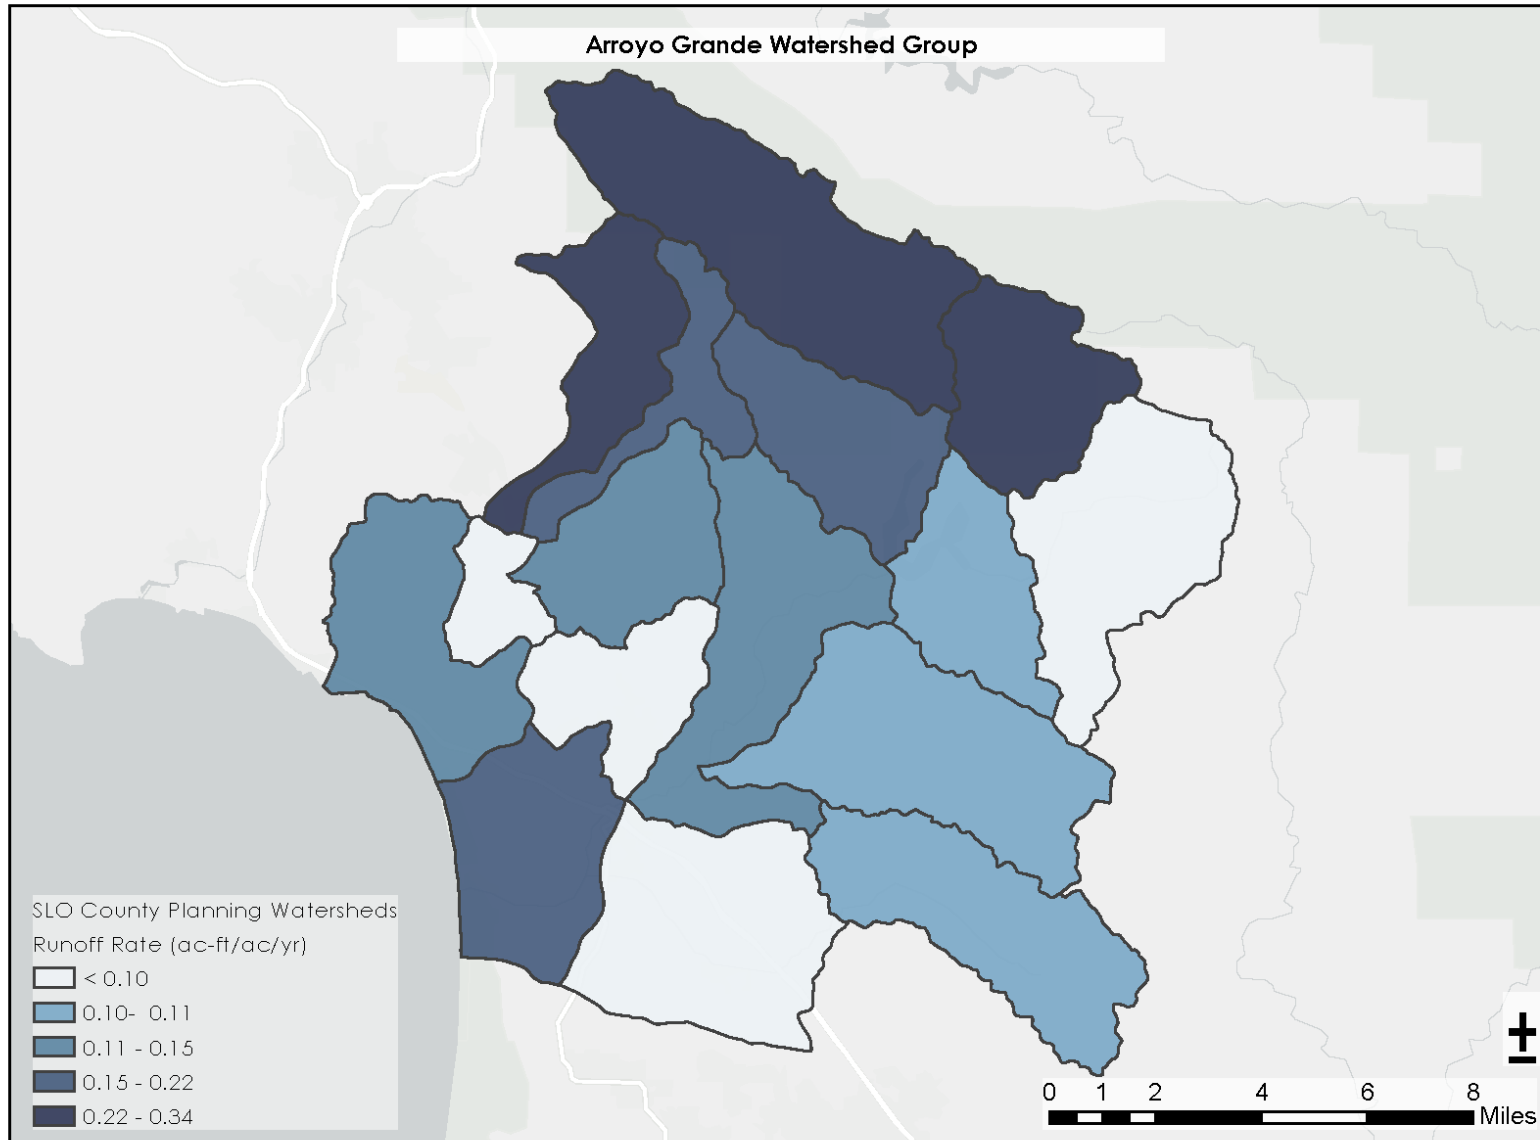 Arroyo Grande Watershed Group
SLO County Planning Watersheds
Runoff Rate (ac-ft/ac/yr)
< 0.10
0.10- 0.11
0.11 - 0.15
0.15 - 0.22
0.22 - 0.34
0 1 2 4 6 8
Miles